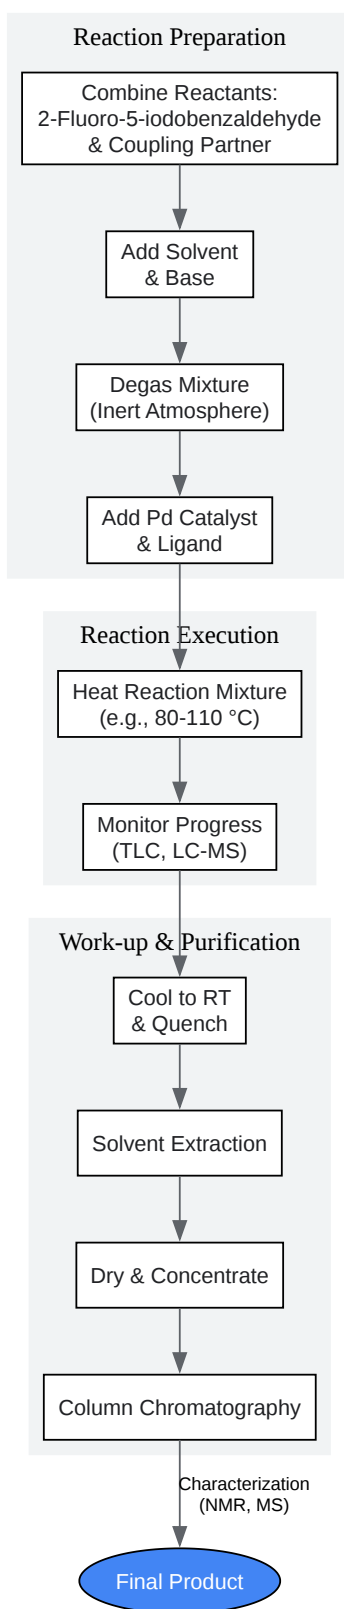 Reaction Preparation
Combine Reactants:
2-Fluoro-5-iodobenzaldehyde
& Coupling Partner
Add Solvent
& Base
Degas Mixture
(Inert Atmosphere)
Add Pd Catalyst
& Ligand
Reaction Execution
Heat Reaction Mixture
(e.g., 80-110 °C)
Monitor Progress
(TLC, LC-MS)
Work-up & Purification
Cool to RT
& Quench
Solvent Extraction
Dry & Concentrate
Column Chromatography
Characterization
(NMR, MS)
Final Product